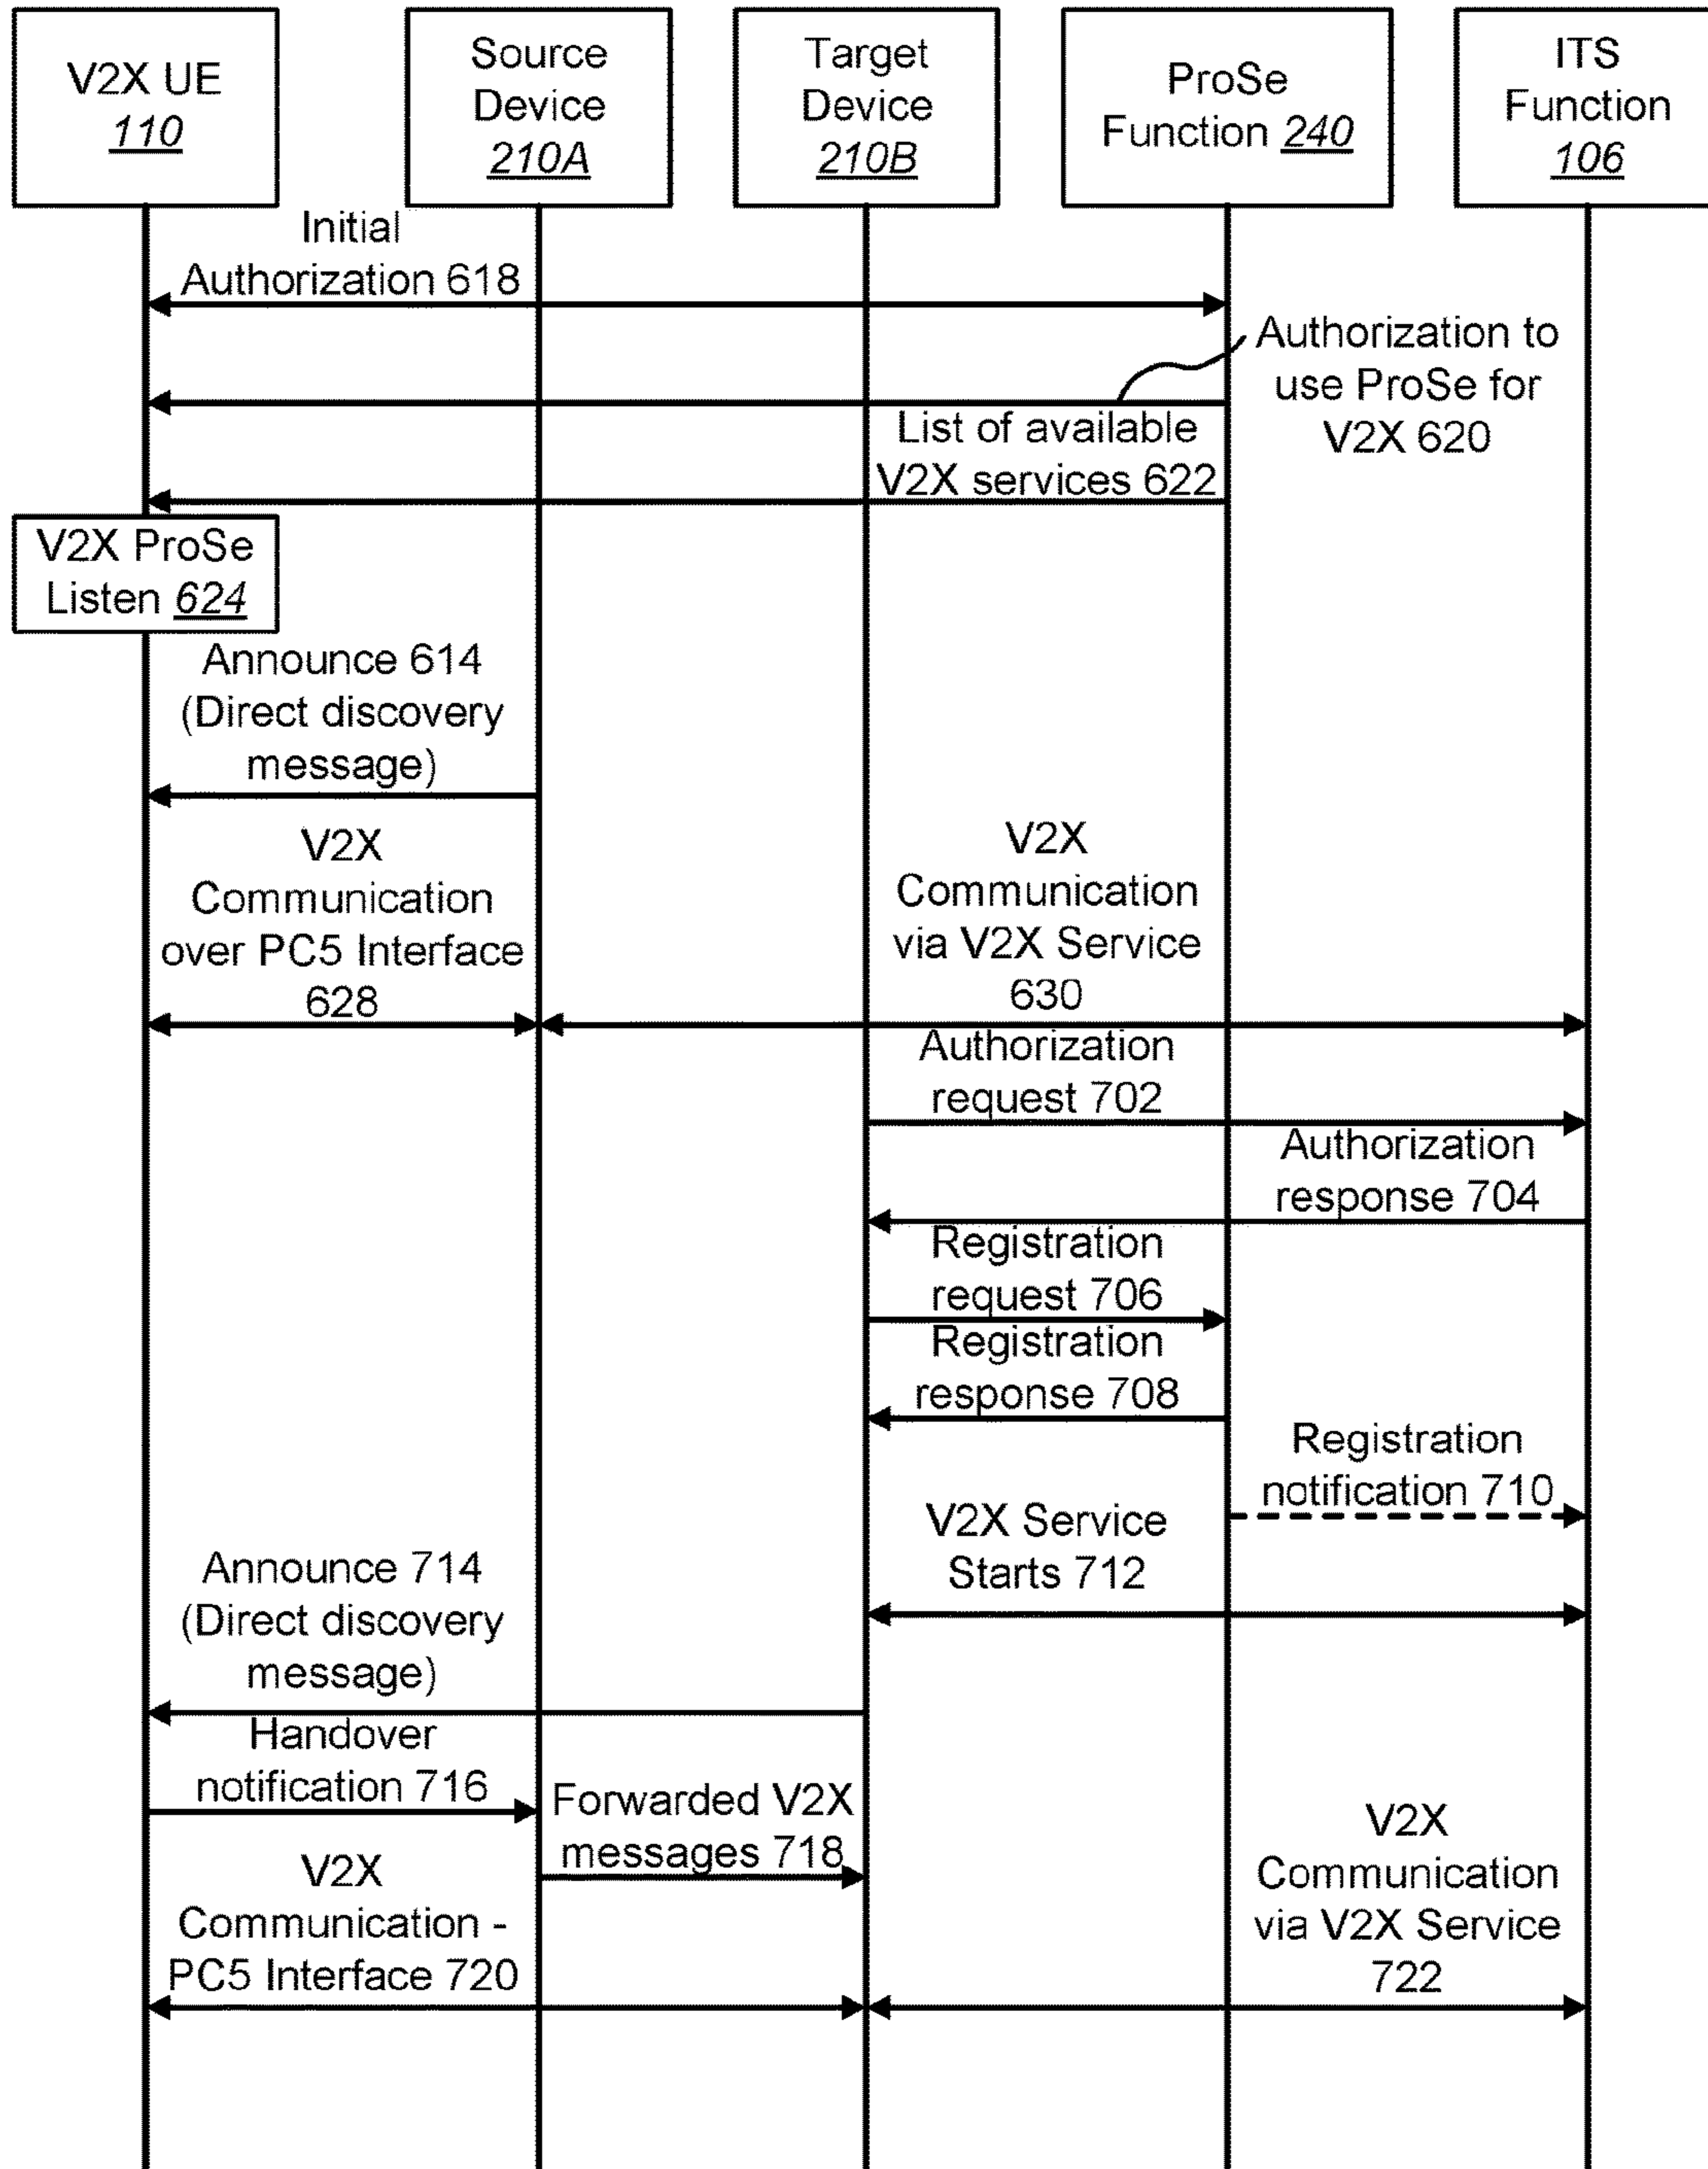 V2X UE
110
Source
Device
210A
Target
Device
210B
ProSe
Function 240
ITS
Function
106
Initial
Authorization 618
Authorization to
use ProSe for
V2X 620
List of available
V2X services 622
V2X ProSe
Listen 624
Announce 614
(Direct discovery
message)
V2X
Communication
over PC5 Interface
628
V2X
Communication
via V2X Service
630
Authorization
request 702
Authorization
response 704
Registration
request 706
Registration
response 708
Registration
notification 710
V2X Service
Starts 712
Announce 714
(Direct discovery
message)
Handover
notification 716
Forwarded V2X
messages 718
V2X
Communication -
PC5 Interface 720
V2X
Communication
via V2X Service
722